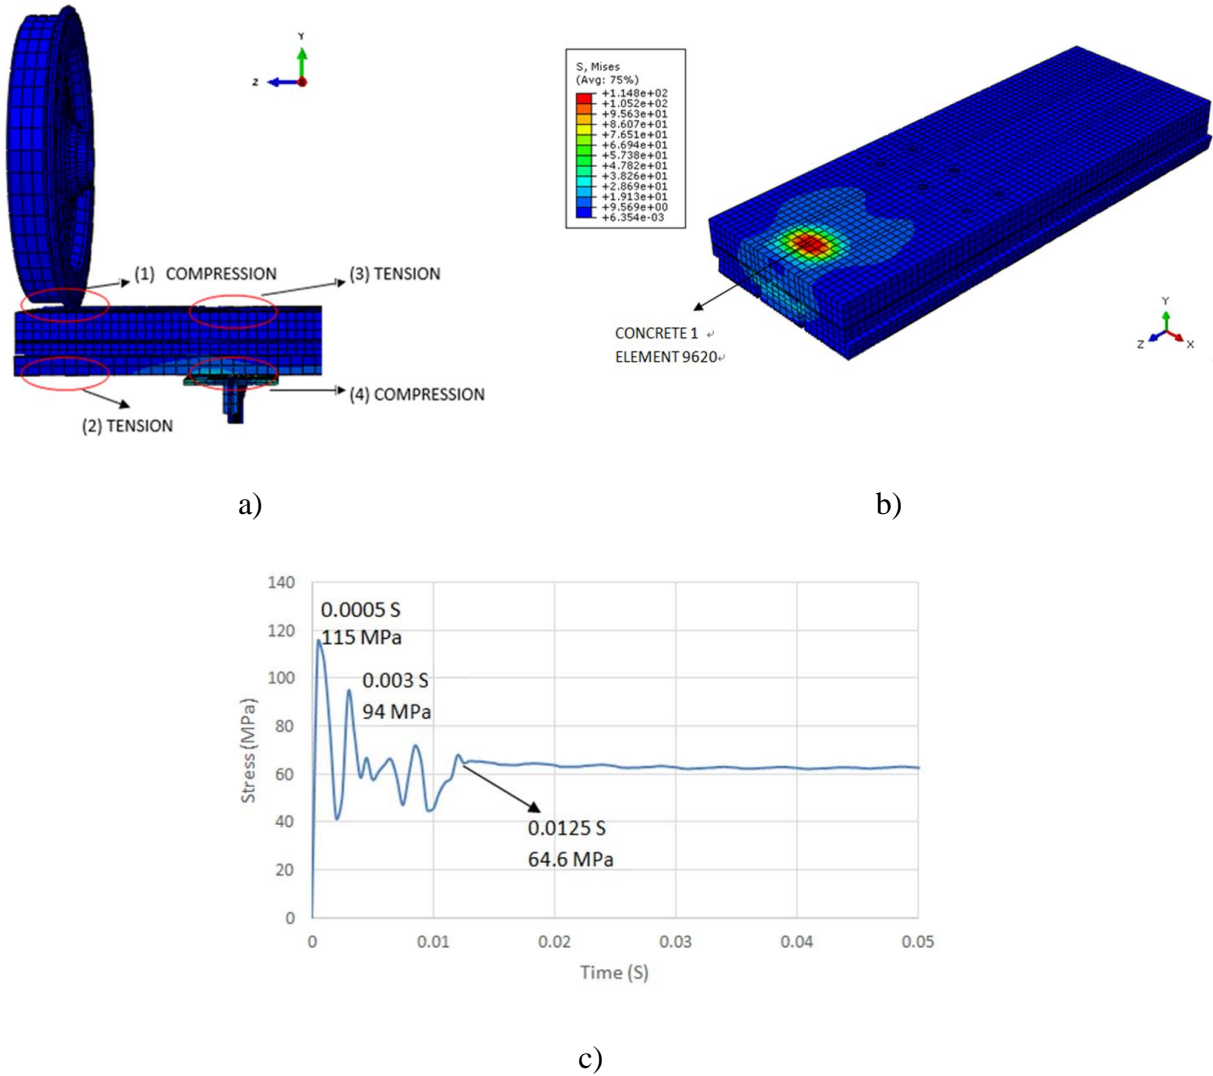 Y
Z
(1) COMPRESSION
(3) TENSION
(4) COMPRESSION
(2) TENSION
a)
S, Mises
(Avg: 75%)
+1.148e+02
+1.052e+02
+9.563e+01
+8.607e+01
+7.651e+01
+6.694e+01
+5.738e+01
+4.782e+01
+3.826e+01
+2.869e+01
+1.913e+01
+9.569e+00
+6.354e-03
CONCRETE 1 ↵
ELEMENT 9620↵
Y
Z X
b)
140
120
100
80
60
40
20
0
Stress (MPa)
0.0005 S
115 MPa
0.003 S
94 MPa
0.0125 S
64.6 MPa
0 0.01 0.02 0.03 0.04 0.05
Time (S)
c)